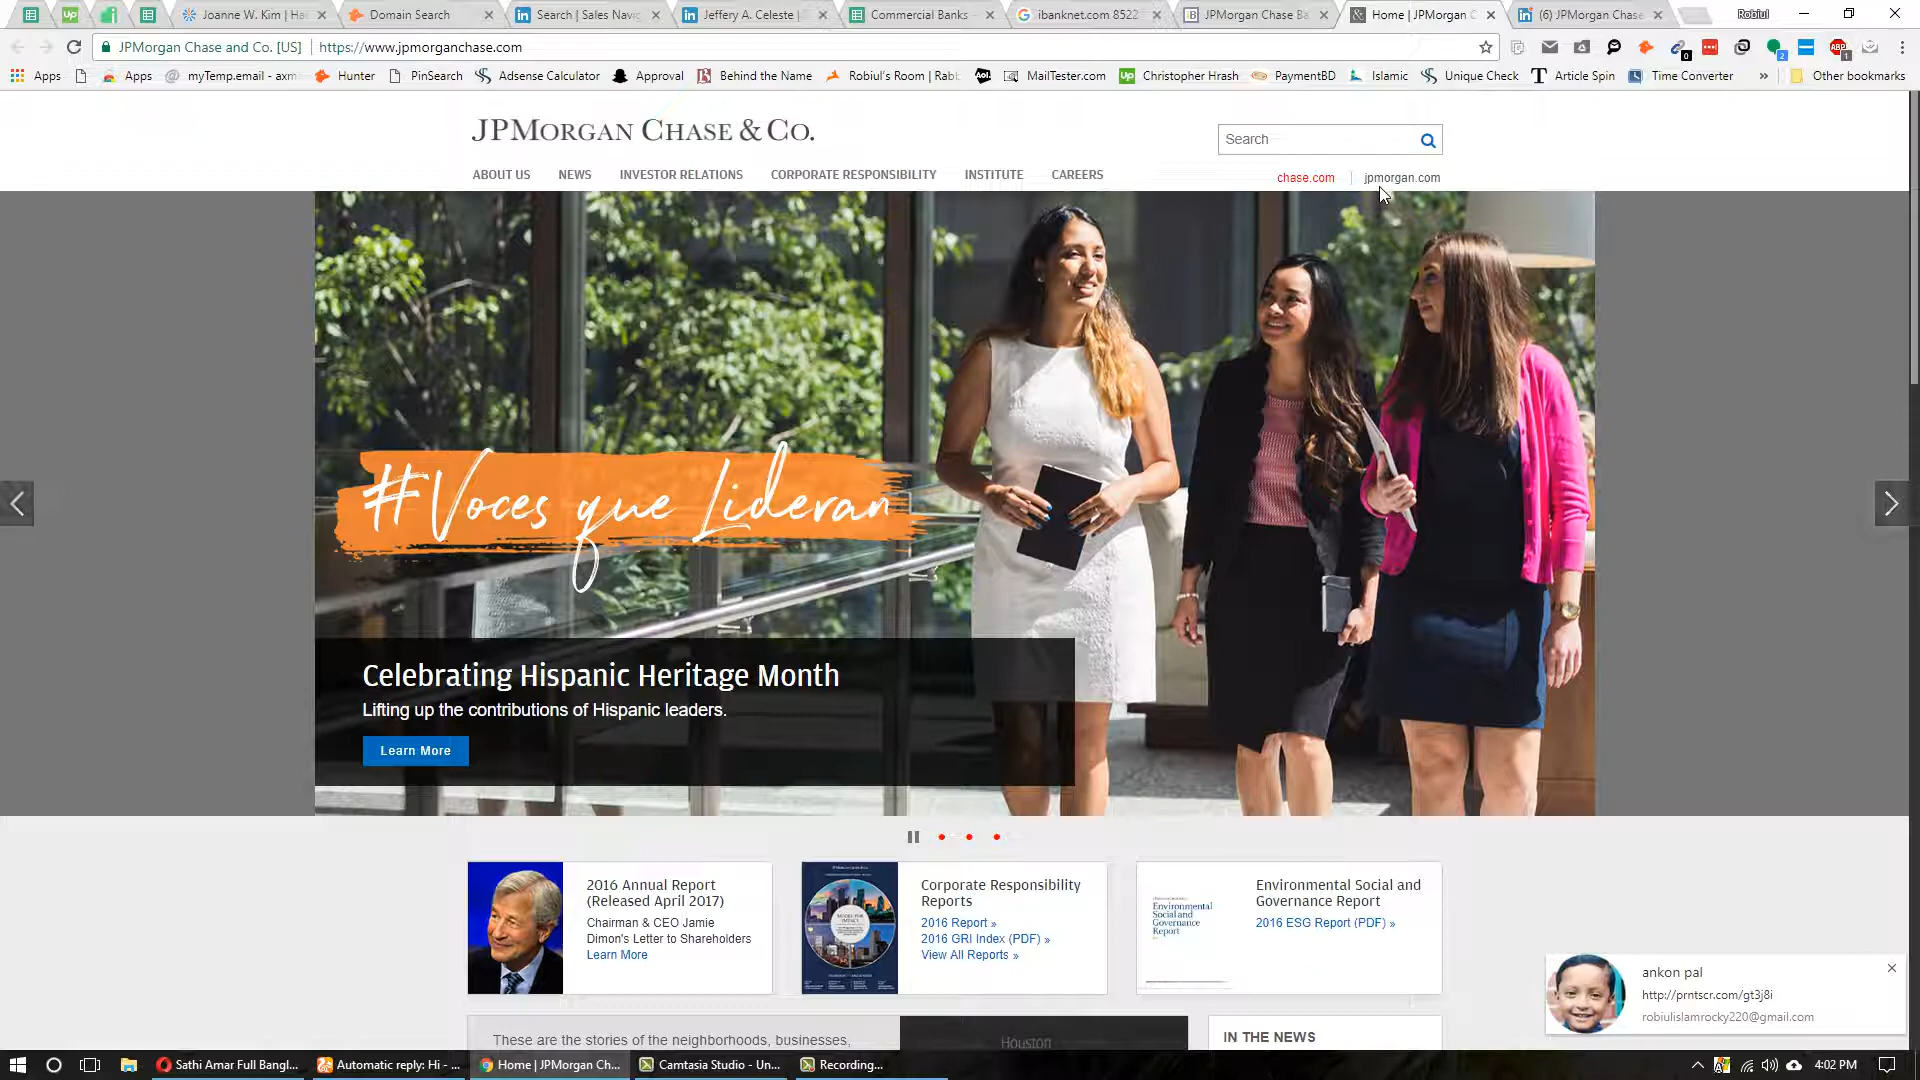 Joanne W. Kim | Ha
Domain Search
Search | Sales Navig
Jeffery A. Celeste |
Commercial Banks -
ibanknet.com 8522
JPMorgan Chase Ba
Home | JPMorgan C
(6) JPMorgan Chase
Robiul
JPMorgan Chase and Co. [US] | https://www.jpmorganchase.com
Apps
Apps
myTemp.email - axm
Hunter
PinSearch
Adsense Calculator
Approval
Behind the Name
Robiul's Room | Rabb
Aol.
MailTester.com
Up Christopher Hrash
PaymentBD
Islamic
Unique Check
Article Spin
Time Converter
»
Other bookmarks
JPMORGAN CHASE & CO.
Search
ABOUT US
NEWS
INVESTOR RELATIONS
CORPORATE RESPONSIBILITY
INSTITUTE
CAREERS
chase.com | jpmorgan.com
#Voces que Lideran
Celebrating Hispanic Heritage Month
Lifting up the contributions of Hispanic leaders.
Learn More
2016 Annual Report
(Released April 2017)
Chairman & CEO Jamie
Dimon's Letter to Shareholders
Learn More
Corporate Responsibility
Reports
2016 Report »
2016 GRI Index (PDF) »
View All Reports »
Environmental
Social and
Governance
Report
Environmental Social and
Governance Report
2016 ESG Report (PDF) »
ankon pal
http://prntscr.com/gt3j8i
robiulislamrocky220@gmail.com
These are the stories of the neighborhoods, businesses,
Houston
IN THE NEWS
Sathi Amar Full Bangl...
Automatic reply: Hi - ...
Home | JPMorgan Ch...
Camtasia Studio - Un...
Recording...
4:02 PM